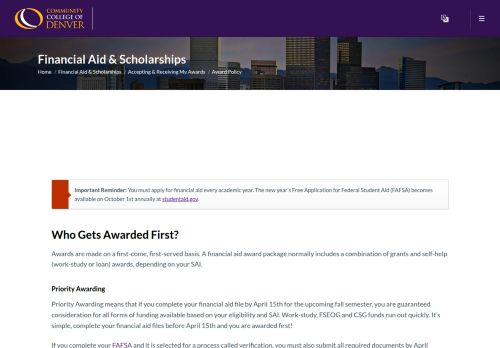 COMMUNITY
COLLEGE OF
DENVER
Financial Aid & Scholarships
Home / Financial Aid & Scholarships / Accepting & Receiving My Awards / Award Policy
Important Reminder: You must apply for financial aid every academic year. The new year's Free Application for Federal Student Aid (FAFSA) becomes
available on October 1st annually at studentaid.gov.
Who Gets Awarded First?
Awards are made on a first-come, first-served basis. A financial aid award package normally includes a combination of grants and self-help
(work-study or loan) awards, depending on your SAI.
Priority Awarding
Priority Awarding means that if you complete your financial aid file by April 15th for the upcoming fall semester, you are guaranteed
consideration for all forms of funding available based on your eligibility and SAI. Work-study, FSEOG and CSG funds run out quickly. It's
simple, complete your financial aid files before April 15th and you are awarded first!
If you complete your FAFSA and it is selected for a process called verification, you must also submit all required documents by April